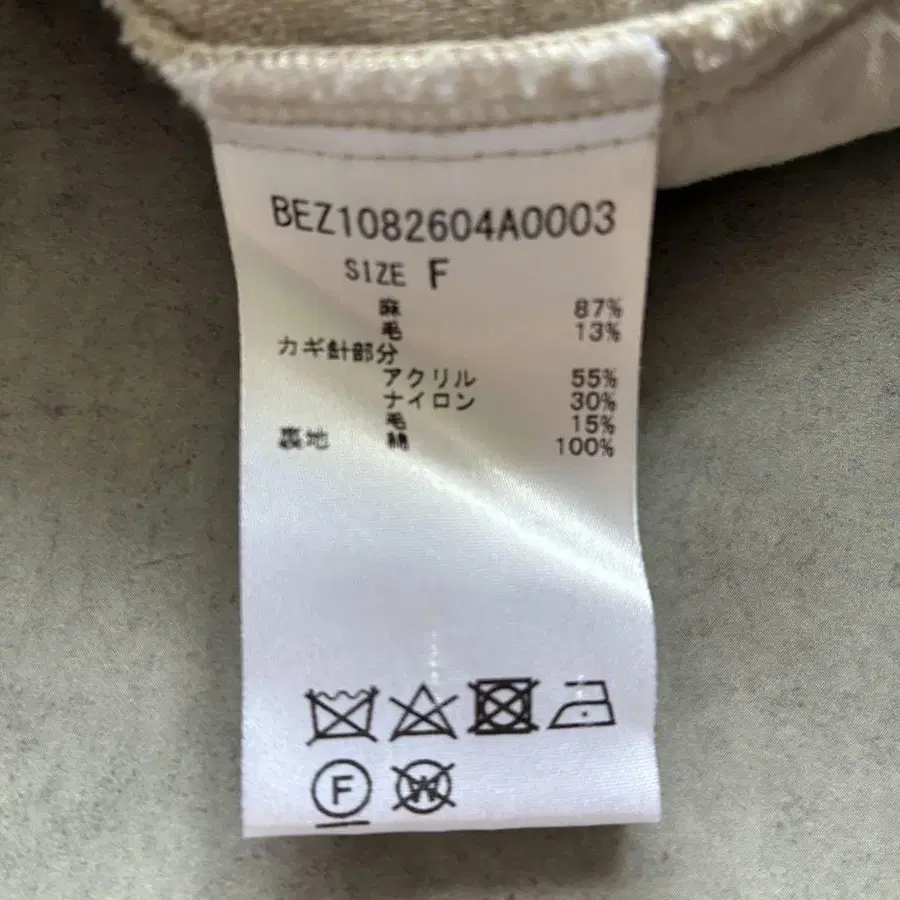 BEZ1082604A0003
SIZE F
麻 87%
毛 13%
カギ針部分
アクリル 55%
ナイロン 30%
毛 15%
裏地 綿 100%
F
W